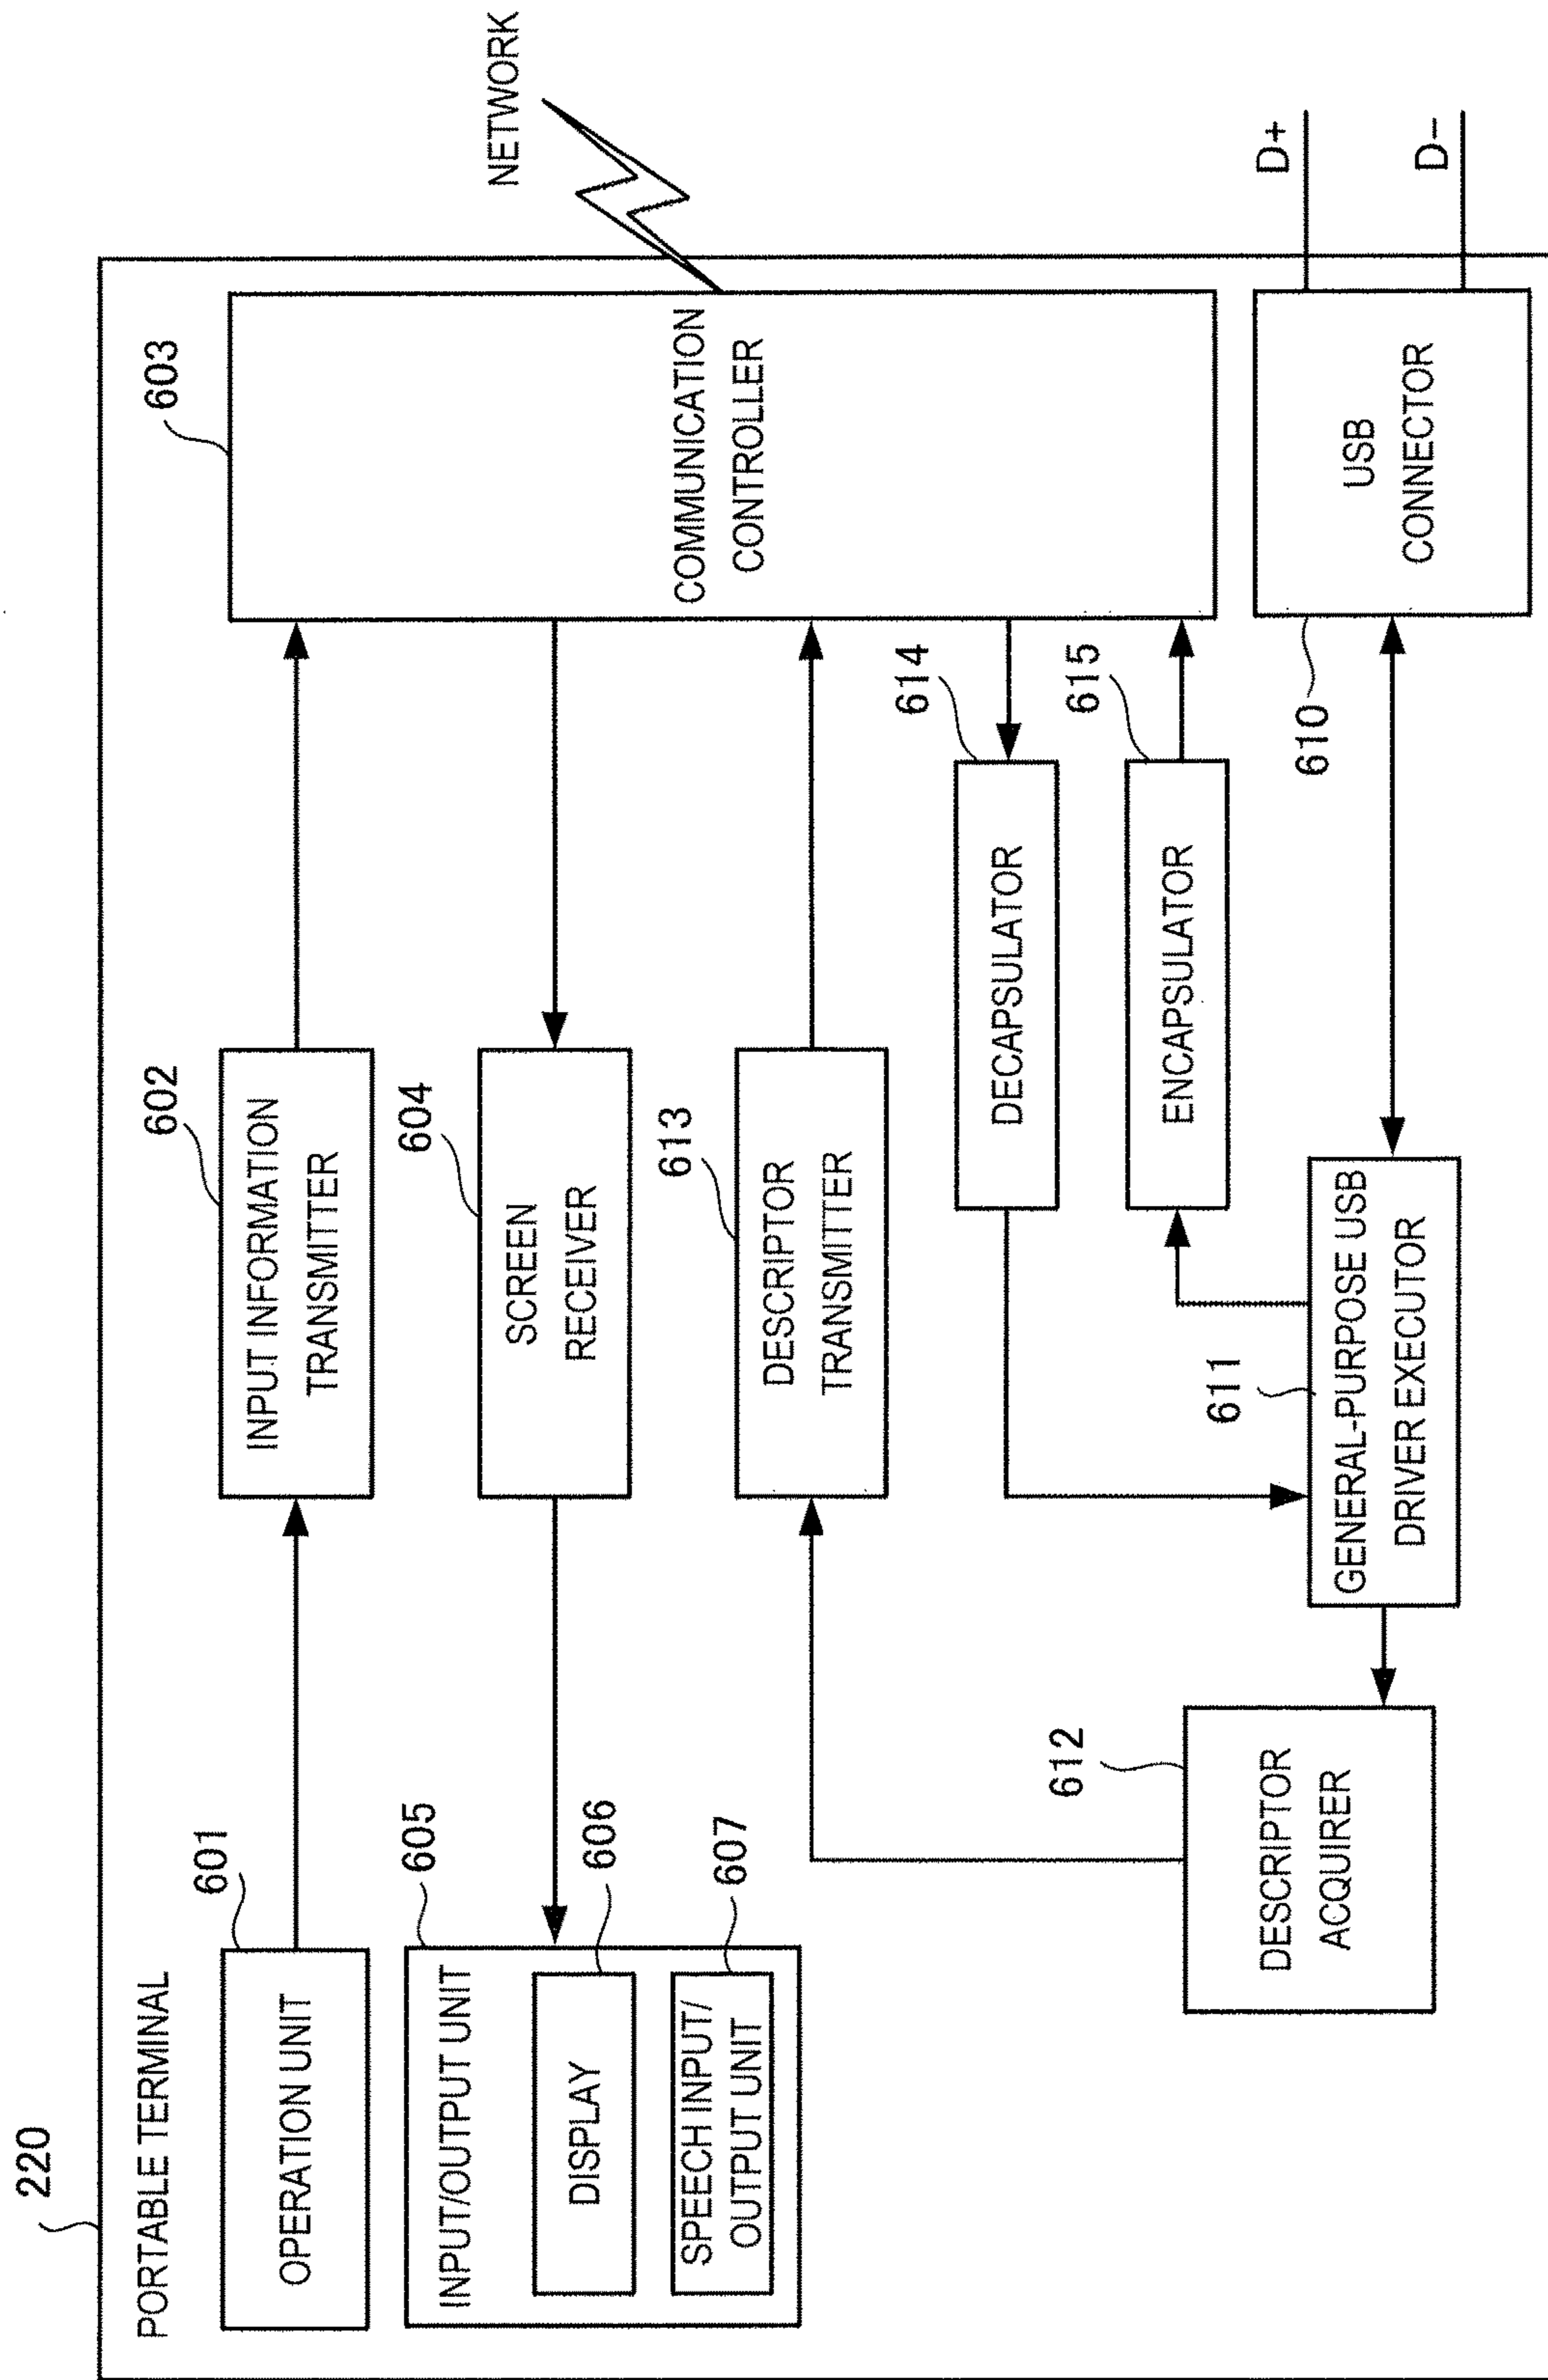 220
PORTABLE TERMINAL
601
OPERATION UNIT
602
INPUT INFORMATION
TRANSMITTER
603
COMMUNICATION
CONTROLLER
NETWORK
605
INPUT/OUTPUT UNIT
606
DISPLAY
607
SPEECH INPUT/
OUTPUT UNIT
604
SCREEN
RECEIVER
613
DESCRIPTOR
TRANSMITTER
614
DECAPSULATOR
615
ENCAPSULATOR
612
DESCRIPTOR
ACQUIRER
611
GENERAL-PURPOSE USB
DRIVER EXECUTOR
610
USB
CONNECTOR
D+
D−